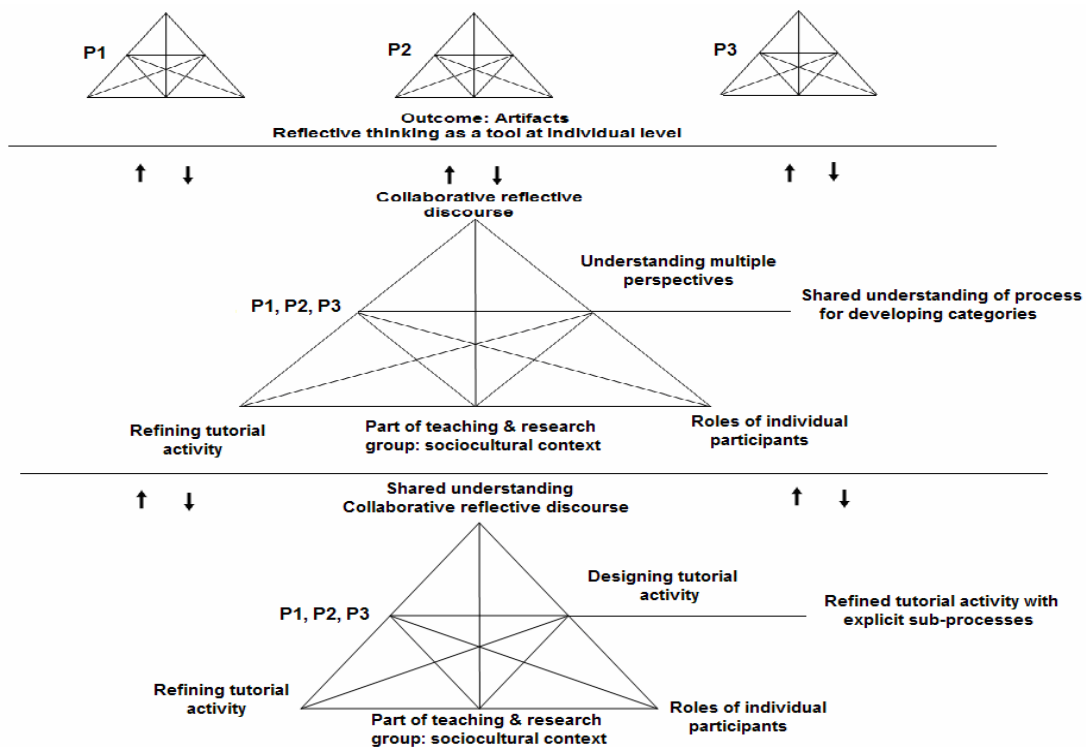 P1
P2
P3
Outcome: Artifacts
Reflective thinking as a tool at individual level
Collaborative reflective
discourse
Understanding multiple
perspectives
P1, P2, P3
Shared understanding of process
for developing categories
Refining tutorial
activity
Part of teaching & research
group: sociocultural context
Roles of individual
participants
Shared understanding
Collaborative reflective discourse
Designing tutorial
activity
P1, P2, P3
Refined tutorial activity with
explicit sub-processes
Refining tutorial
activity
Part of teaching & research
group: sociocultural context
Roles of individual
participants